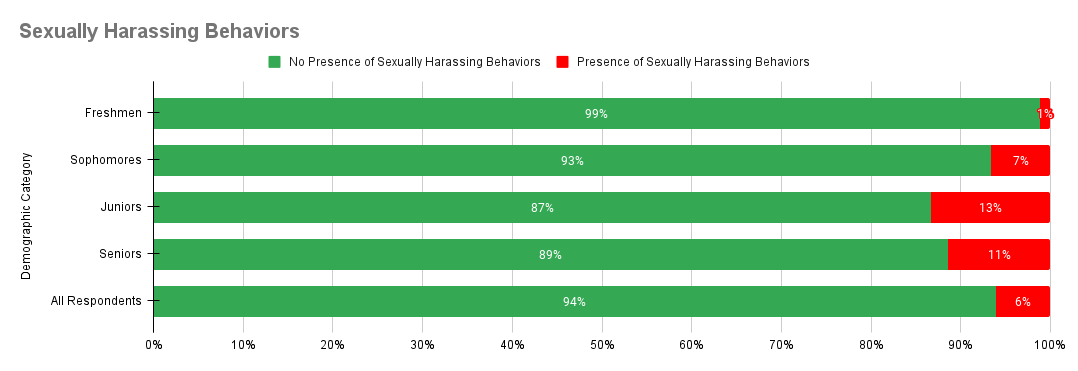 Sexually Harassing Behaviors
No Presence of Sexually Harassing Behaviors Presence of Sexually Harassing Behaviors
Demographic Category
Freshmen 99% 1%
Sophomores 93% 7%
Juniors 87% 13%
Seniors 89% 11%
All Respondents 94% 6%
0% 10% 20% 30% 40% 50% 60% 70% 80% 90% 100%